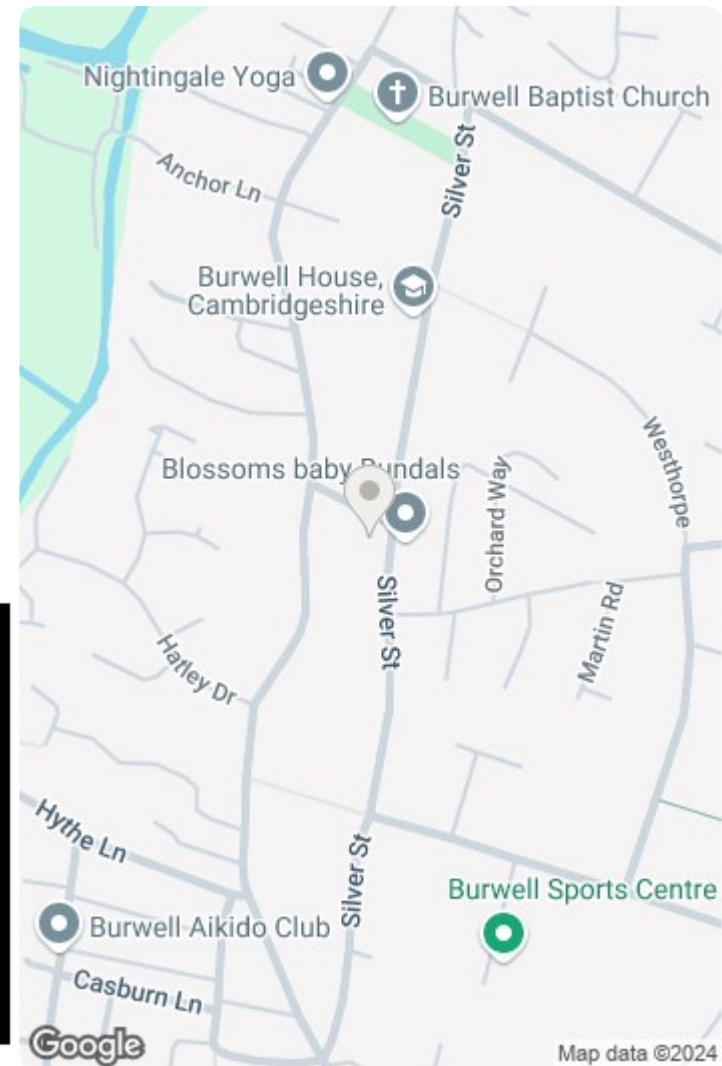 Nightingale Yoga
Burwell Baptist Church
Silver St
Anchor Ln
Burwell House,
Cambridgeshire
Westhorpe
Blossoms baby Bundals
Orchard Way
Silver St
Martin Rd
Hatley Dr
Hythe Ln
Silver St
Burwell Sports Centre
Burwell Aikido Club
Casburn Ln
Google
Map data ©2024